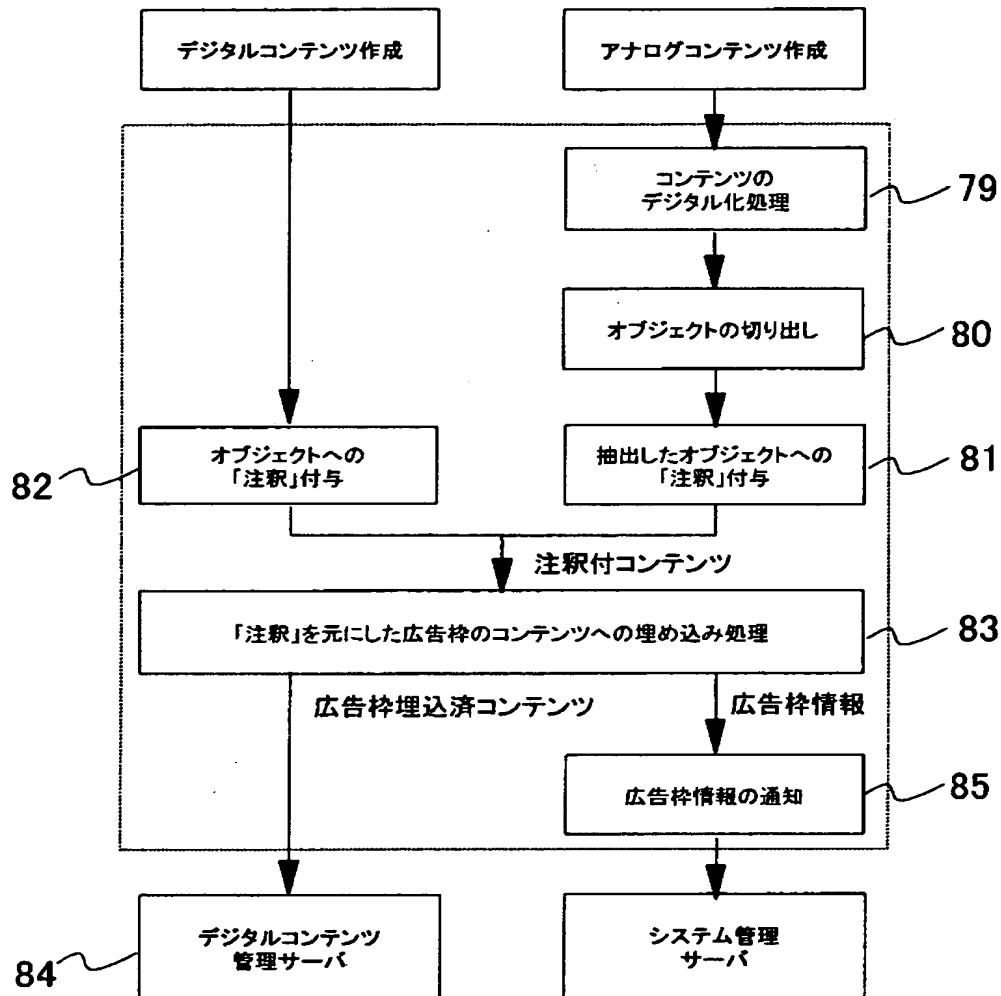 デジタルコンテンツ作成
アナログコンテンツ作成
コンテンツの
デジタル化処理
79
オブジェクトの切り出し
80
82
オブジェクトへの
「注釈」付与
抽出したオブジェクトへの
「注釈」付与
81
注釈付コンテンツ
「注釈」を元にした広告枠のコンテンツへの埋め込み処理
83
広告枠埋込済コンテンツ
広告枠情報
広告枠情報の通知
85
84
デジタルコンテンツ
管理サーバ
システム管理
サーバ